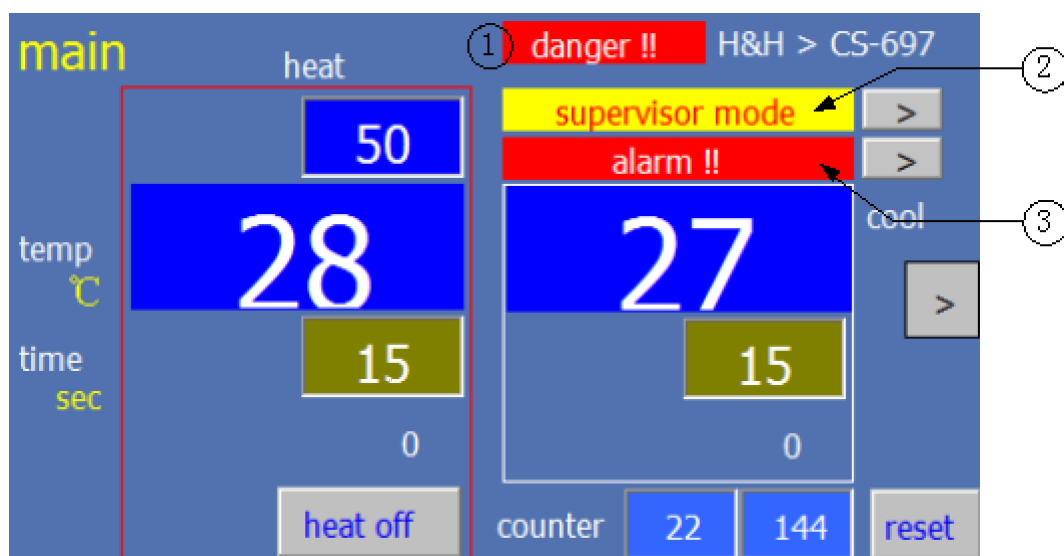 main
heat
① danger !! H&H > CS-697
②
supervisor mode >
50
alarm !! >
③
cool
temp
℃
28
27
>
time
sec
15
15
0
0
heat off
counter 22 144 reset